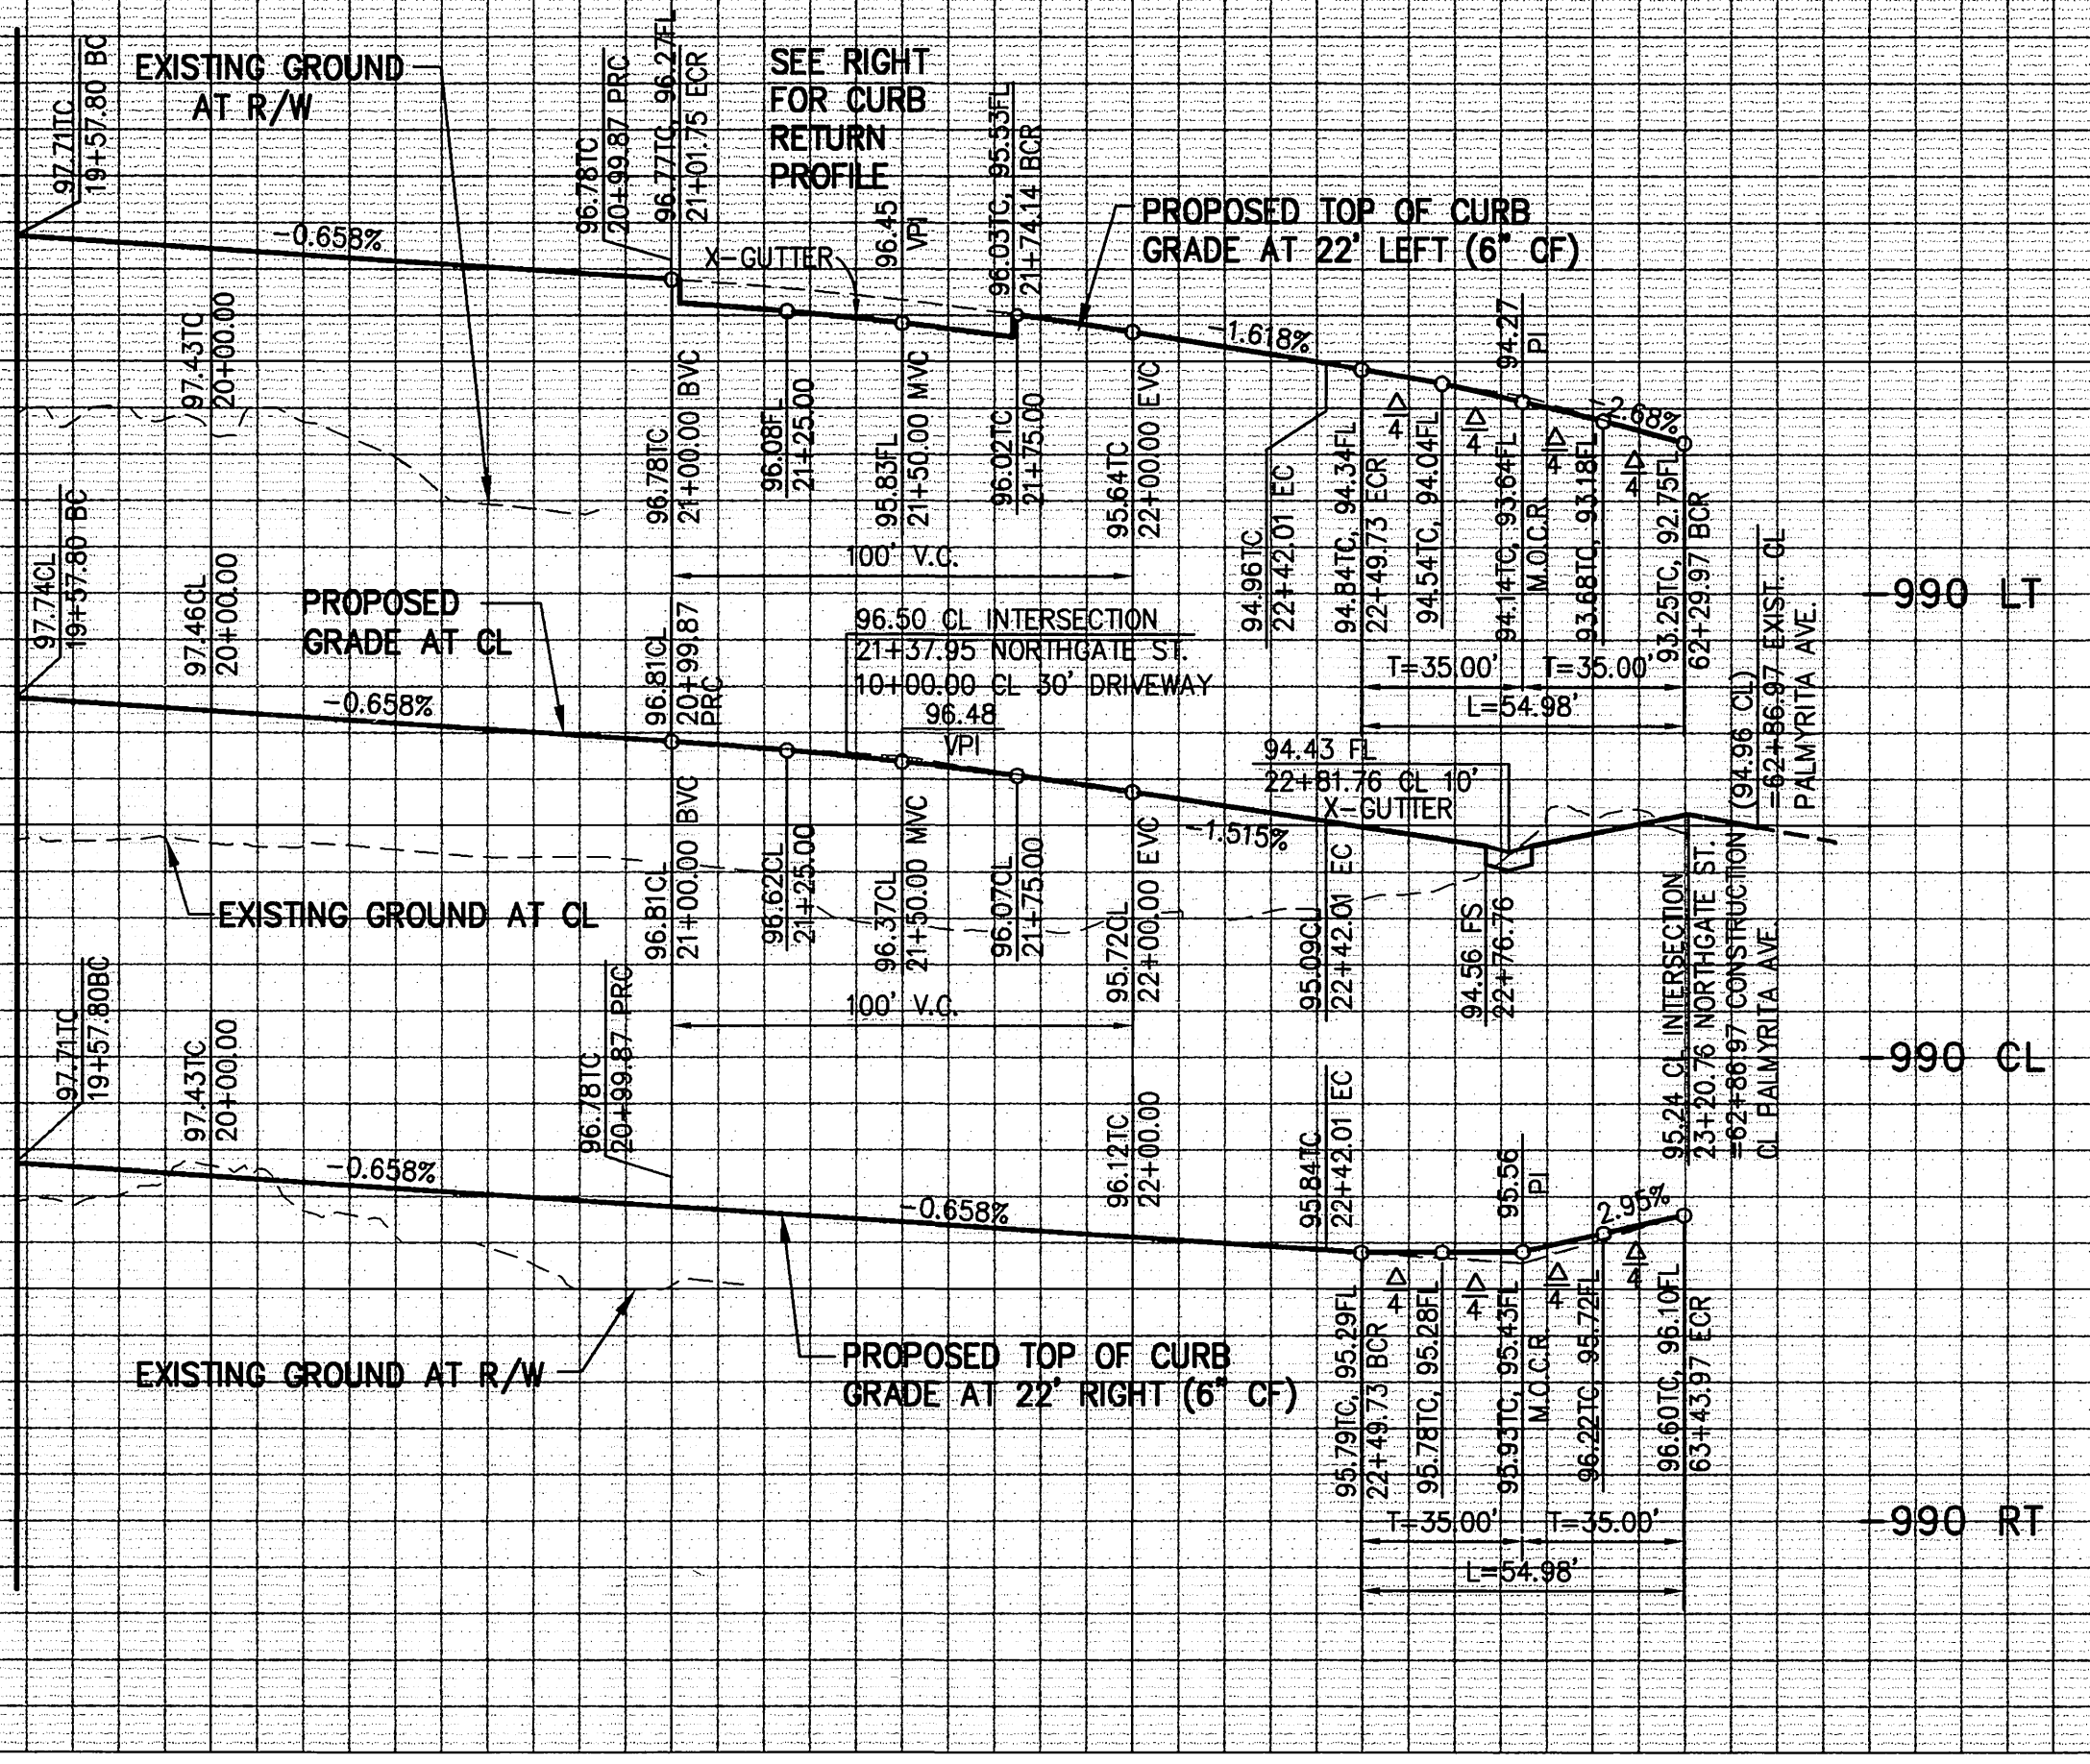 EXISTING GROUND
AT R/W
97.71TC
19+57.80 BC
-0.658%
97.43TC
20+00.00
96.78TC
20+99.87 PRC
96.77TC, 96.27FL
21+01.75 ECR
SEE RIGHT
FOR CURB
RETURN
PROFILE
X-GUTTER
96.45
VPI
96.03TC, 95.53FL
21+74.14 BCR
PROPOSED TOP OF CURB
GRADE AT 22' LEFT (6" CF)
-1.618%
94.27
PI
-2.68%
96.78TC
21+00.00 BVC
96.08FL
21+25.00
95.83FL
21+50.00 MVC
96.02TC
21+75.00
95.64TC
22+00.00 EVC
100' V.C.
94.96TC
22+42.01 EC
94.84TC, 94.34FL
22+49.73 ECR
Δ
4
94.54TC, 94.04FL
Δ
4
94.14TC, 93.64FL
M.O.C.R.
Δ
4
93.68TC, 93.18FL
Δ
4
93.25TC, 92.75FL
62+29.97 BCR
T=35.00'
T=35.00'
L=54.98'
-990 LT
97.74CL
19+57.80 BC
97.46CL
20+00.00
PROPOSED
GRADE AT CL
-0.658%
96.81CL
20+99.87
PRC
96.50 CL INTERSECTION
21+37.95 NORTHGATE ST.
10+00.00 CL 30' DRIVEWAY
96.48
VPI
94.43 FL
22+81.76 CL 10'
X-GUTTER
-1.515%
(94.96 CL)
=62+86.97 EXIST. CL
PALMYRITA AVE.
EXISTING GROUND AT CL
96.81CL
21+00.00 BVC
96.62CL
21+25.00
96.37CL
21+50.00 MVC
96.07CL
21+75.00
95.72CL
22+00.00 EVC
100' V.C.
95.09CL
22+42.01 EC
94.56 FS
22+76.76
95.24 CL INTERSECTION
23+20.76 NORTHGATE ST.
=62+86.97 CONSTRUCTION
CL PALMYRITA AVE.
-990 CL
97.71TC
19+57.80BC
97.43TC
20+00.00
-0.658%
96.78TC
20+99.87 PRC
-0.658%
96.12TC
22+00.00
95.84TC
22+42.01 EC
95.56
PI
2.95%
EXISTING GROUND AT R/W
PROPOSED TOP OF CURB
GRADE AT 22' RIGHT (6" CF)
95.79TC, 95.29FL
22+49.73 BCR
Δ
4
95.78TC, 95.28FL
Δ
4
95.93TC, 95.43FL
M.O.C.R.
Δ
4
96.22TC, 95.72FL
Δ
4
96.60TC, 96.10FL
63+43.97 ECR
T=35.00'
T=35.00'
L=54.98'
-990 RT